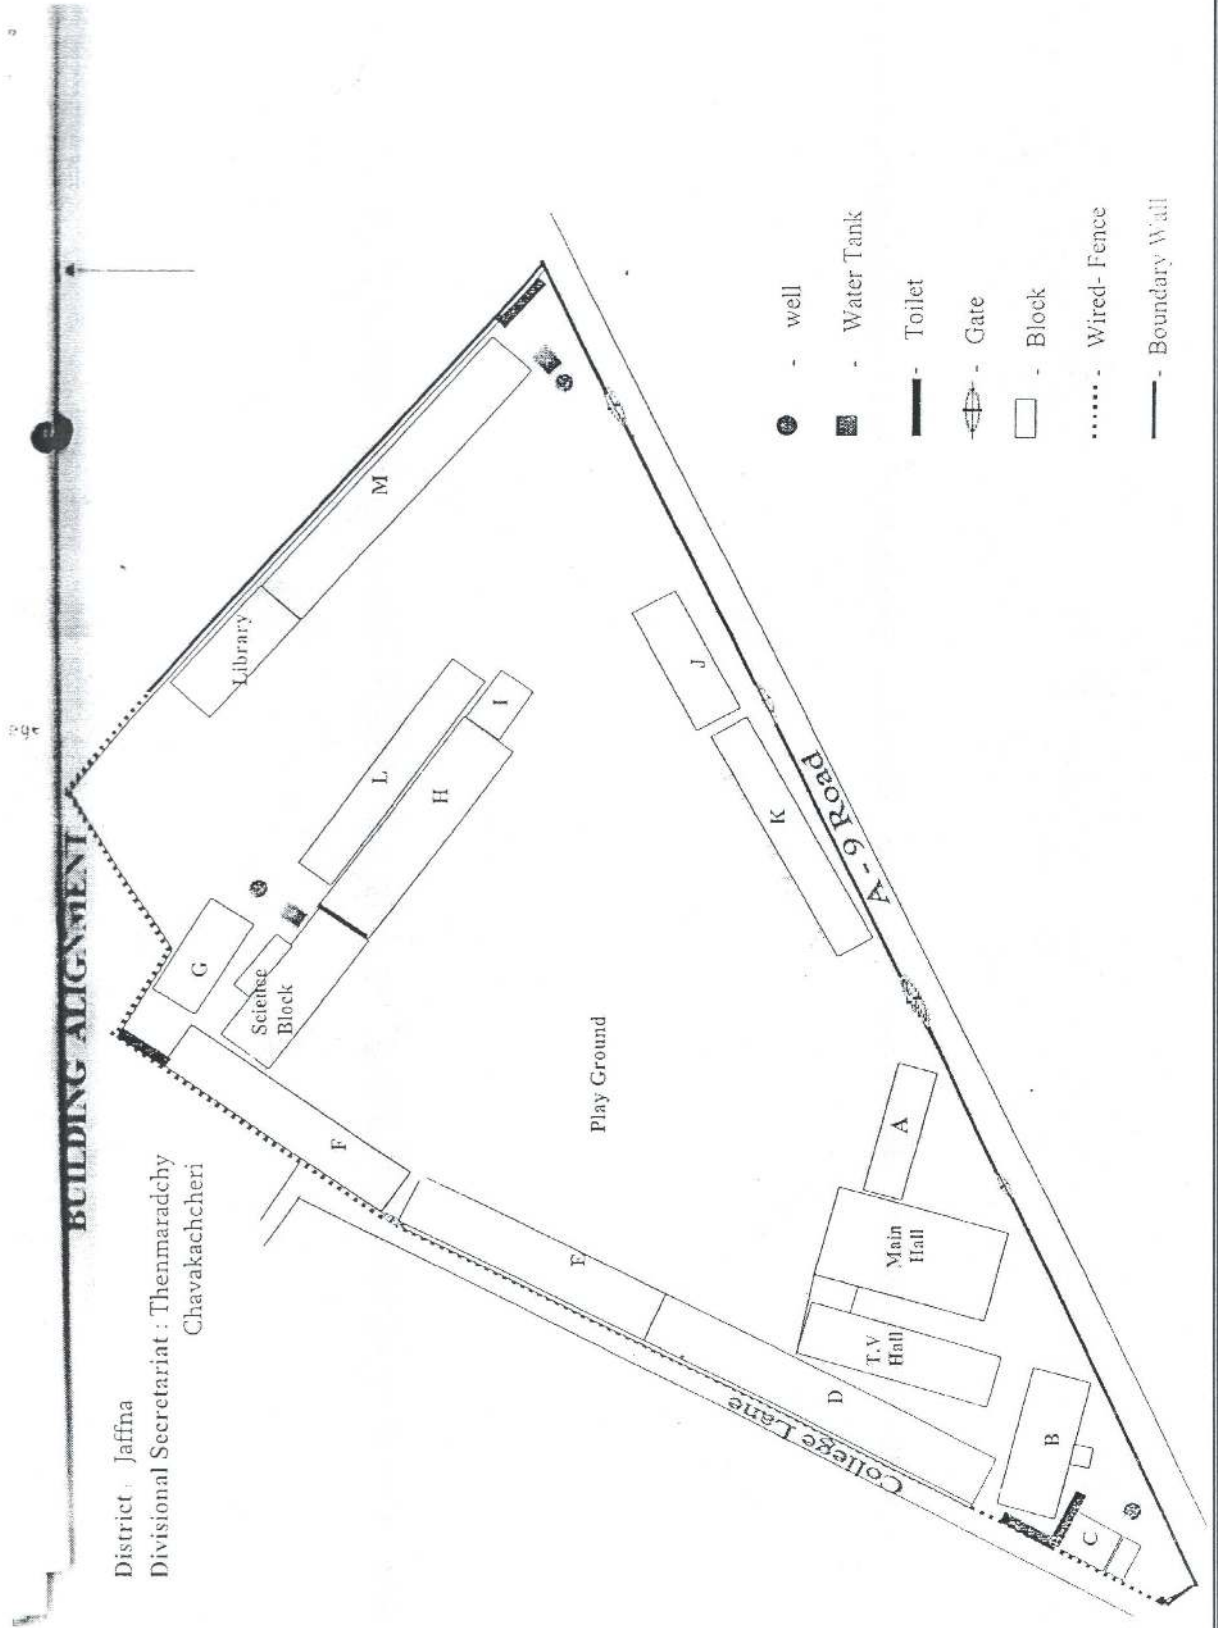 BUILDING ALIGNMENT
District : Jaffna
Divisional Secretariat : Thenmaradchy
Chavakachcheri
G
Science
Block
F
L
H
I
Library
M
E
D
College Lane
Play Ground
K
J
A - 9 Road
A
Main
Hall
T.V
Hall
B
C
- well
- Water Tank
- Toilet
- Gate
- Block
- Wired- Fence
- Boundary Wall